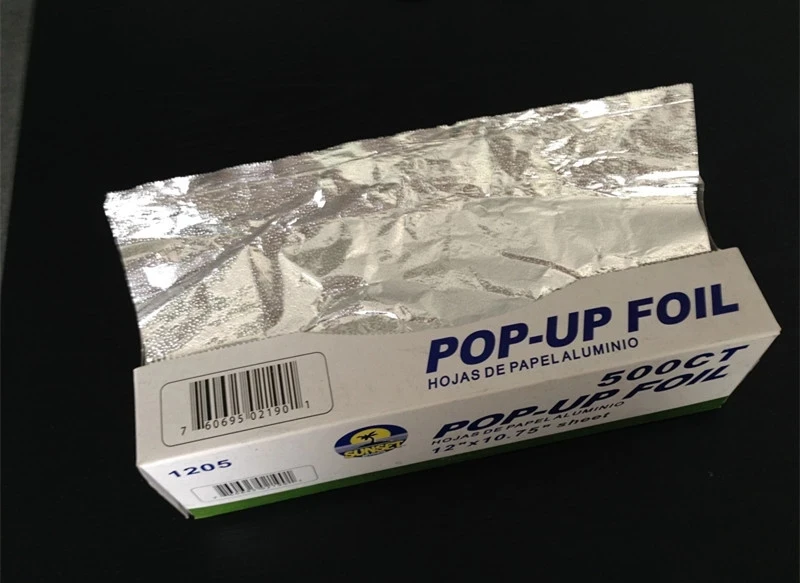 POP-UP FOIL
HOJAS DE PAPEL ALUMINIO
7 60695 02190 1
500CT
POP-UP FOIL
HOJAS DE PAPEL ALUMINIO
12"x10.75" sheet
SUNSET
1205